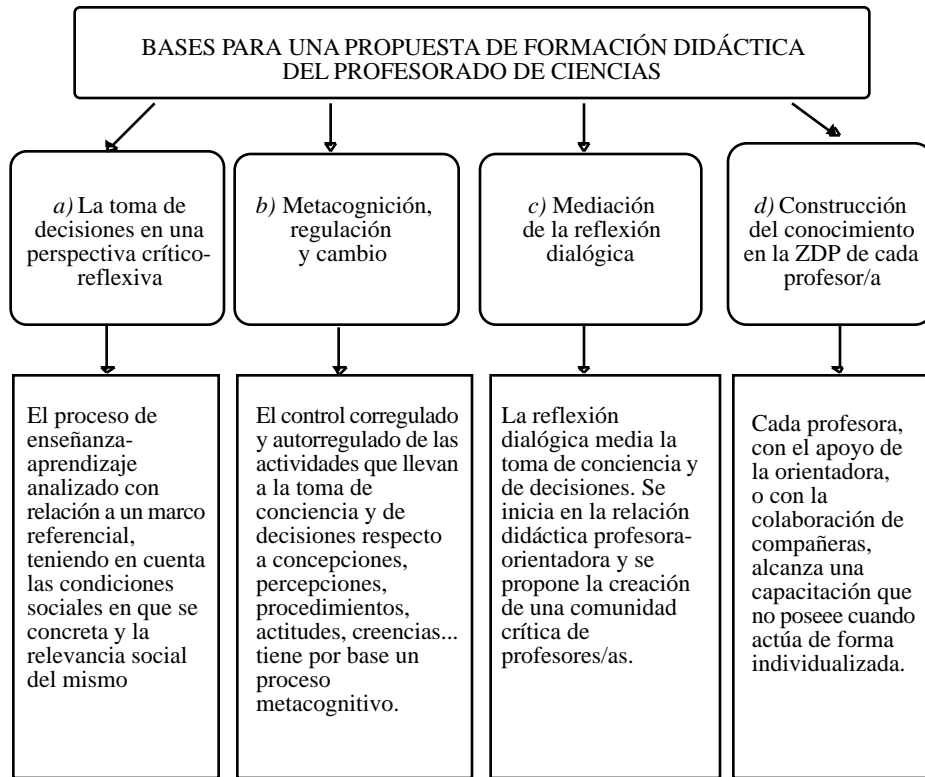 BASES PARA UNA PROPUESTA DE FORMACIÓN DIDÁCTICA
DEL PROFESORADO DE CIENCIAS
a) La toma de
decisiones en una
perspectiva crítico-
reflexiva
b) Metacognición,
regulación
y cambio
c) Mediación
de la reflexión
dialógica
d) Construcción
del conocimiento
en la ZDP de cada
profesor/a
El proceso de
enseñanza-
aprendizaje
analizado con
relación a un marco
referencial,
teniendo en cuenta
las condiciones
sociales en que se
concreta y la
relevancia social
del mismo
El control corregulado
y autorregulado de las
actividades que llevan
a la toma de
conciencia y de
decisiones respecto
a concepciones,
percepciones,
procedimientos,
actitudes, creencias...
tiene por base un
proceso
metacognitivo.
La reflexión
dialógica media la
toma de conciencia y
de decisiones. Se
inicia en la relación
didáctica profesora-
orientadora y se
propone la creación
de una comunidad
crítica de
profesores/as.
Cada profesora,
con el apoyo de
la orientadora,
o con la
colaboración de
compañeras,
alcanza una
capacitación que
no poseee cuando
actúa de forma
individualizada.